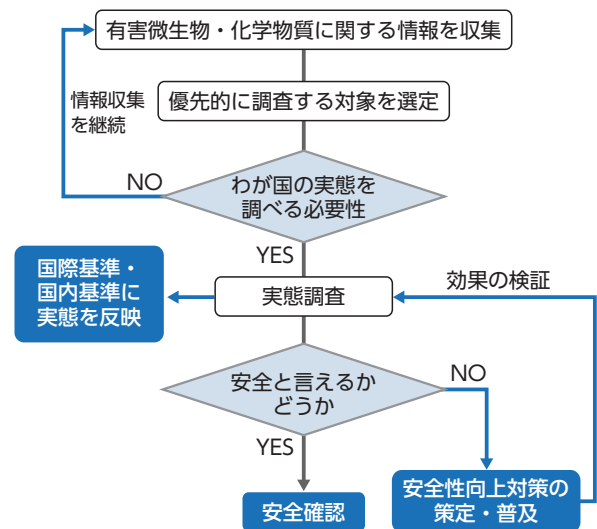 有害微生物・化学物質に関する情報を収集
情報収集
を継続
優先的に調査する対象を選定
NO
わが国の実態を
調べる必要性
YES
国際基準・
国内基準に
実態を反映
実態調査
効果の検証
安全と言えるか
どうか
NO
YES
安全確認
安全性向上対策の
策定・普及